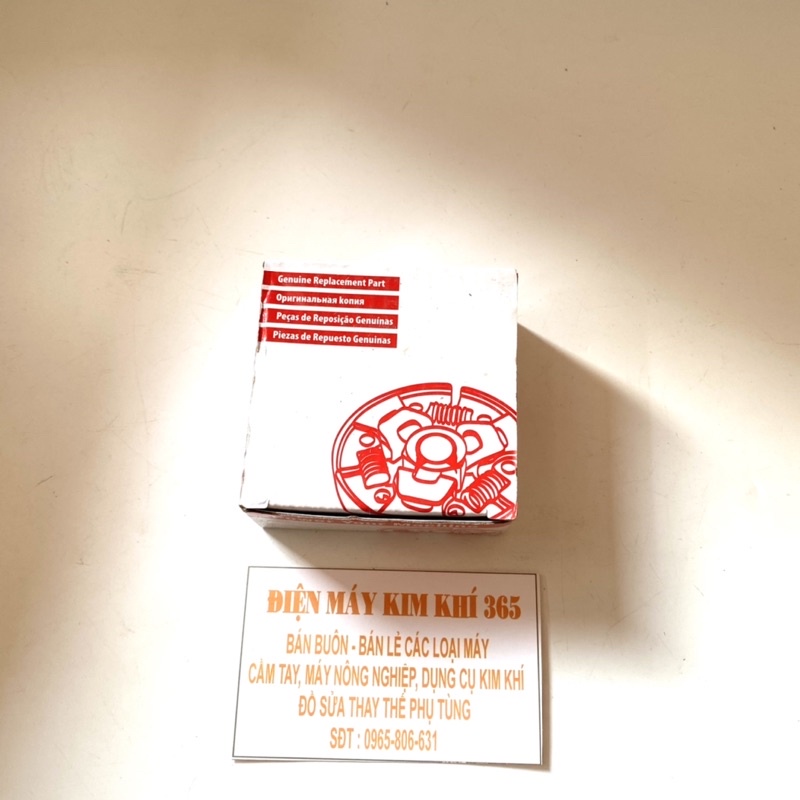 Genuine Replacement Part
Оригинальная копия
Peças de Reposição Genuínas
Piezas de Repuesto Genuinas
ĐIỆN MÁY KIM KHÍ 365
BÁN BUÔN - BÁN LẺ CÁC LOẠI MÁY
CẦM TAY, MÁY NÔNG NGHIỆP, DỤNG CỤ KIM KHÍ
ĐỒ SỬA THAY THẾ PHỤ TÙNG
SĐT : 0965-806-631